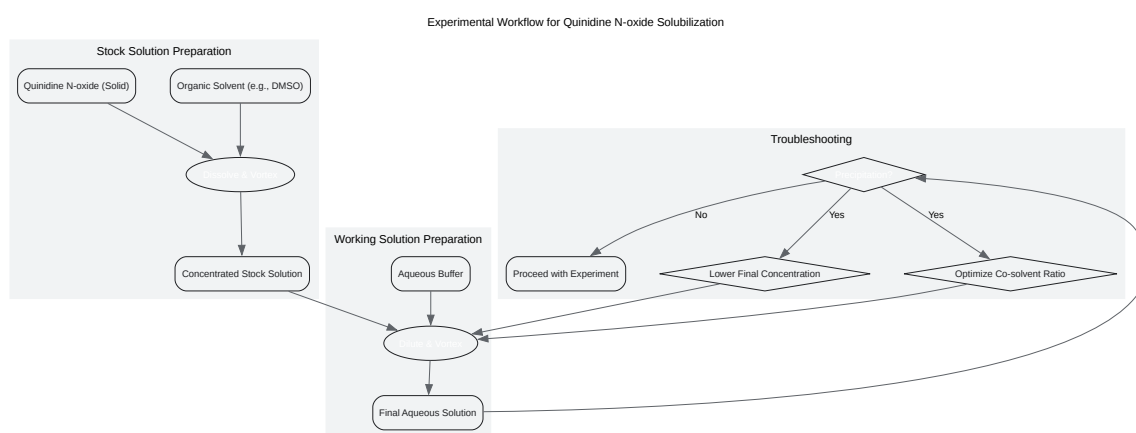 Experimental Workflow for Quinidine N-oxide Solubilization
Stock Solution Preparation
Quinidine N-oxide (Solid)
Organic Solvent (e.g., DMSO)
Concentrated Stock Solution
Working Solution Preparation
Aqueous Buffer
Final Aqueous Solution
Troubleshooting
No
Yes
Yes
Proceed with Experiment
Lower Final Concentration
Optimize Co-solvent Ratio